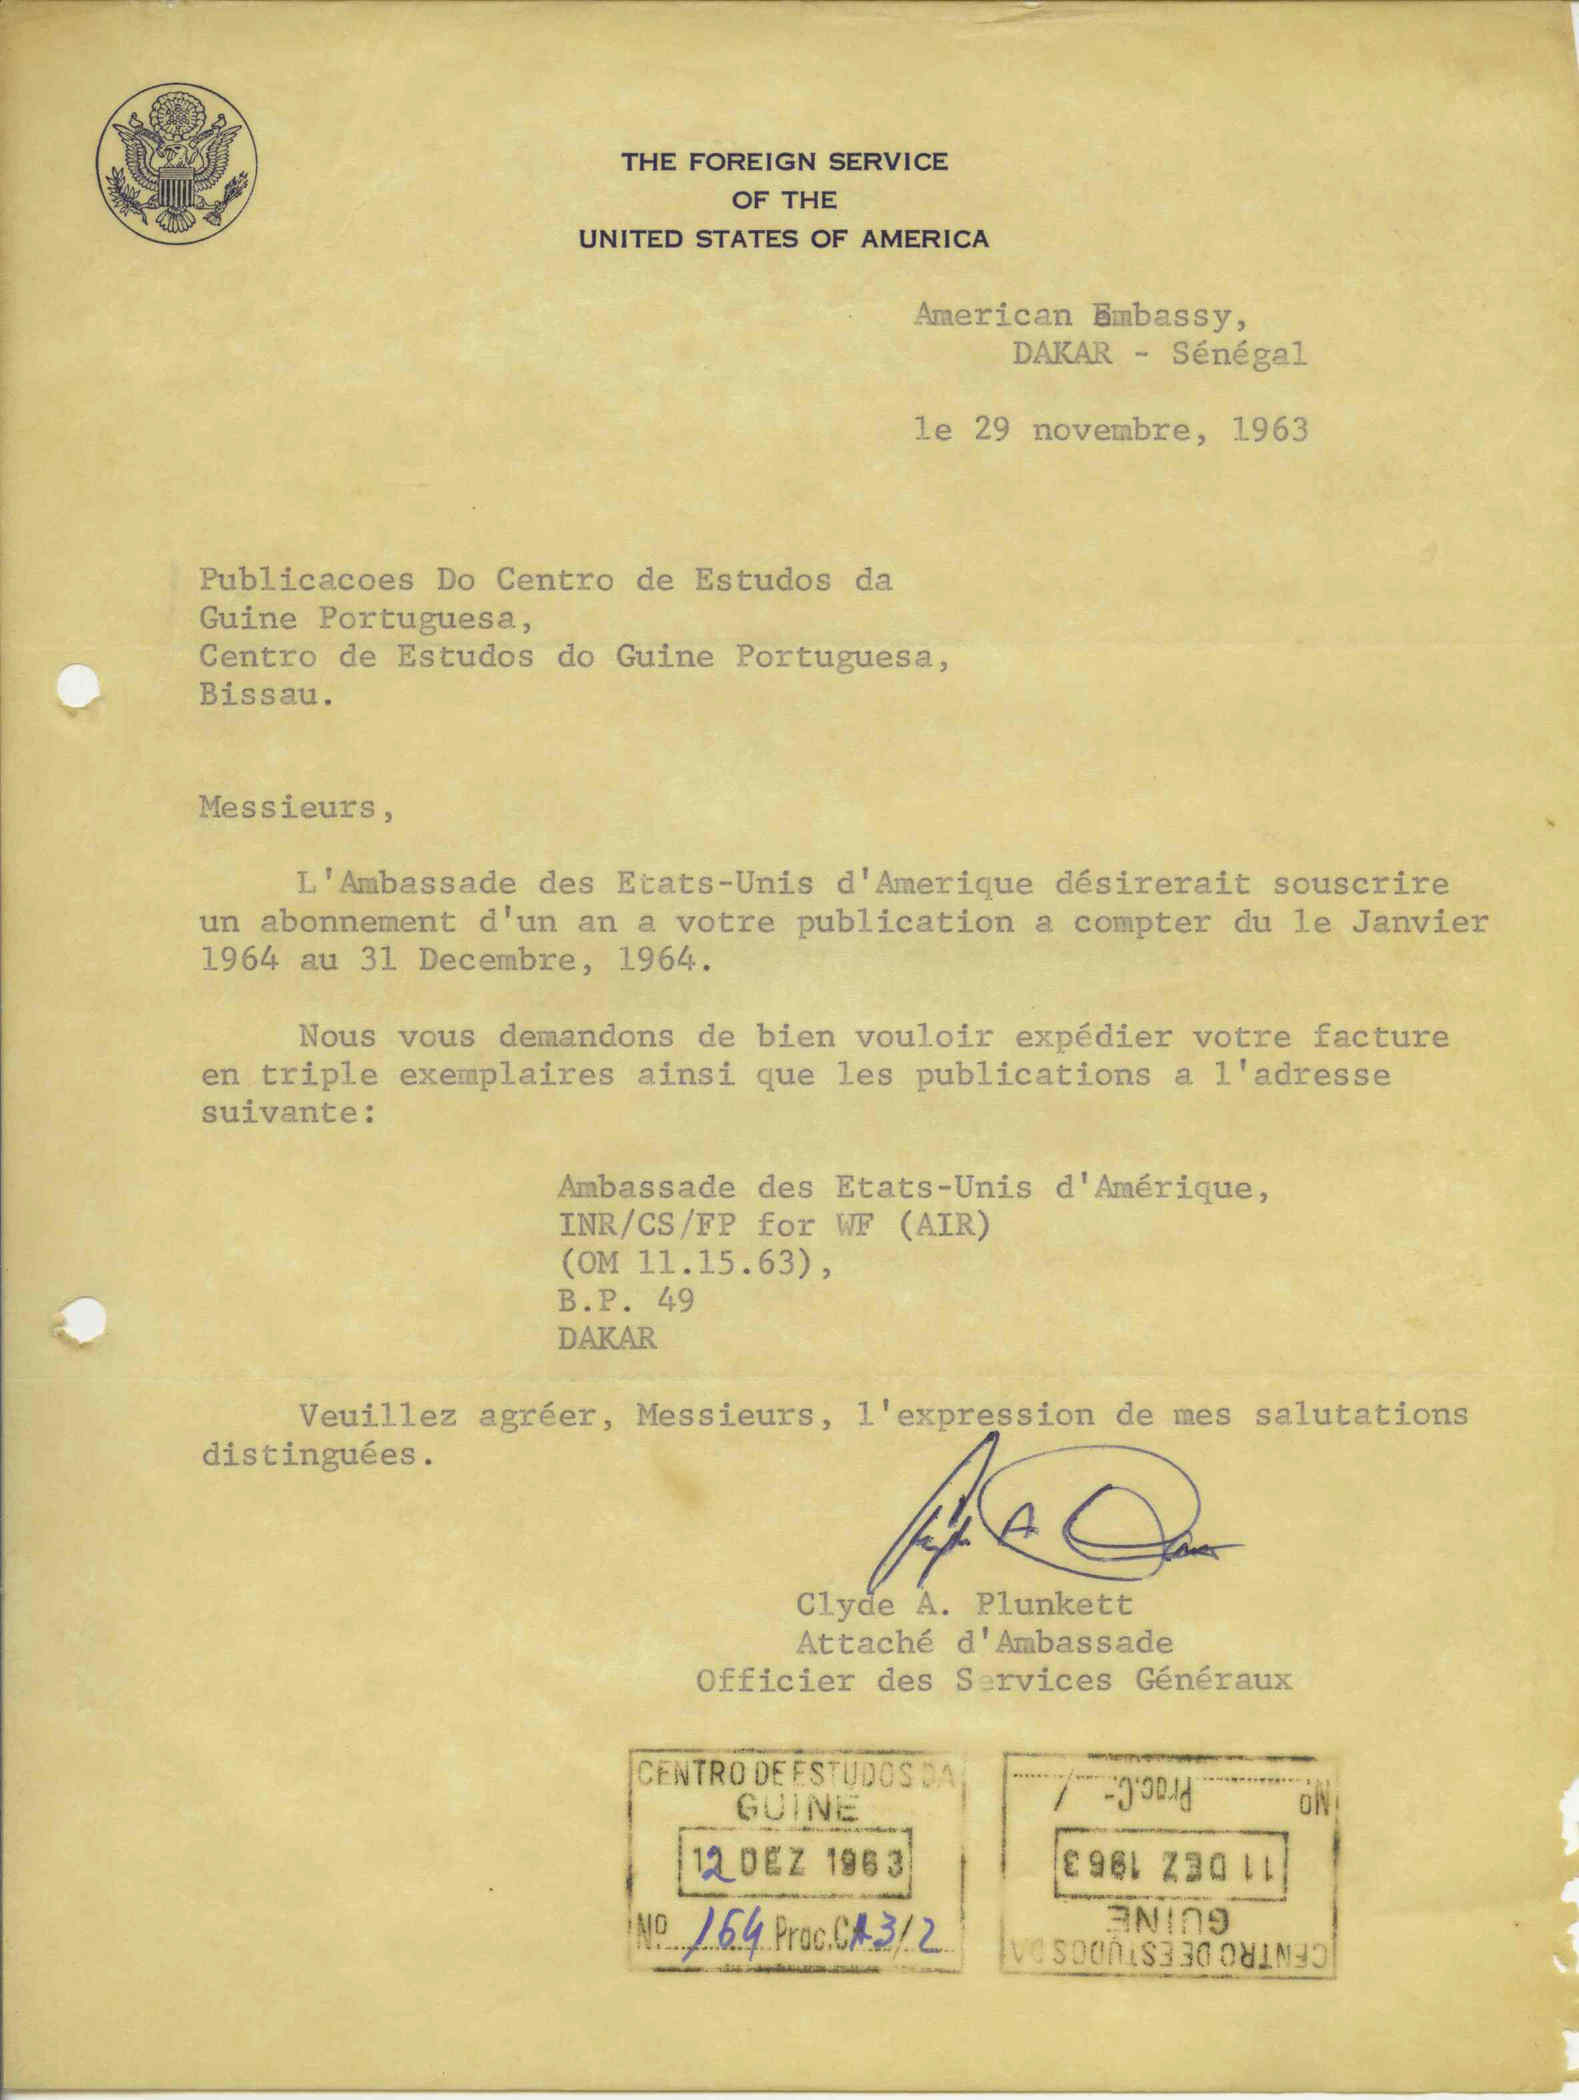 THE FOREIGN SERVICE
OF THE
UNITED STATES OF AMERICA
American Embassy,
DAKAR - Sénégal
le 29 novembre, 1963
Publicacoes Do Centro de Estudos da
Guine Portuguesa,
Centro de Estudos do Guine Portuguesa,
Bissau.
Messieurs,
L'Ambassade des Etats-Unis d'Amerique désirerait souscrire
un abonnement d'un an a votre publication a compter du 1e Janvier
1964 au 31 Decembre, 1964.
Nous vous demandons de bien vouloir expédier votre facture
en triple exemplaires ainsi que les publications a l'adresse
suivante:
Ambassade des Etats-Unis d'Amérique,
INR/CS/FP for WF (AIR)
(OM 11.15.63),
B.P. 49
DAKAR
Veuillez agréer, Messieurs, l'expression de mes salutations
distinguées.
Clyde A. Plunkett
Attaché d'Ambassade
Officier des Services Généraux
CENTRO DE ESTUDOS DA
GUINE
12 DEZ 1963
Nº 164 Proc.C A3/2
CENTRO DE ESTUDOS DA
GUINE
11 DEZ 1963
Nº Proc.C- /